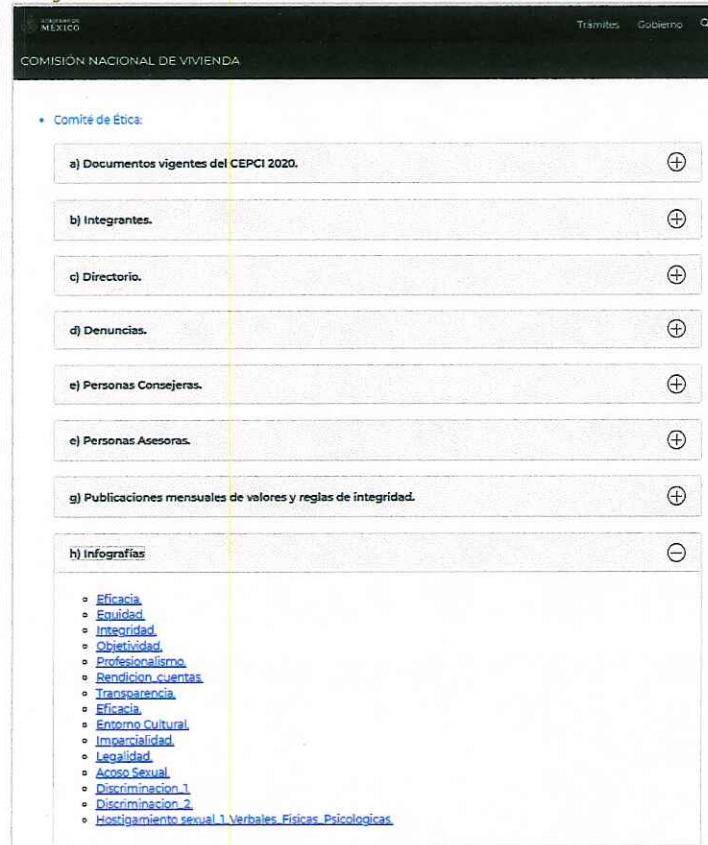 GOBIERNO DE
MÉXICO
Trámites Gobierno
COMISIÓN NACIONAL DE VIVIENDA
• Comité de Ética:
a) Documentos vigentes del CEPCI 2020.
b) Integrantes.
c) Directorio.
d) Denuncias.
e) Personas Consejeras.
e) Personas Asesoras.
g) Publicaciones mensuales de valores y reglas de integridad.
h) Infografías
Eficacia.
Equidad.
Integridad.
Objetividad.
Profesionalismo.
Rendicion_cuentas.
Transparencia.
Eficacia.
Entorno Cultural.
Imparcialidad.
Legalidad.
Acoso Sexual.
Discriminacion_1.
Discriminacion_2.
Hostigamiento sexual_1_Verbales_Fisicas_Psicologicas.